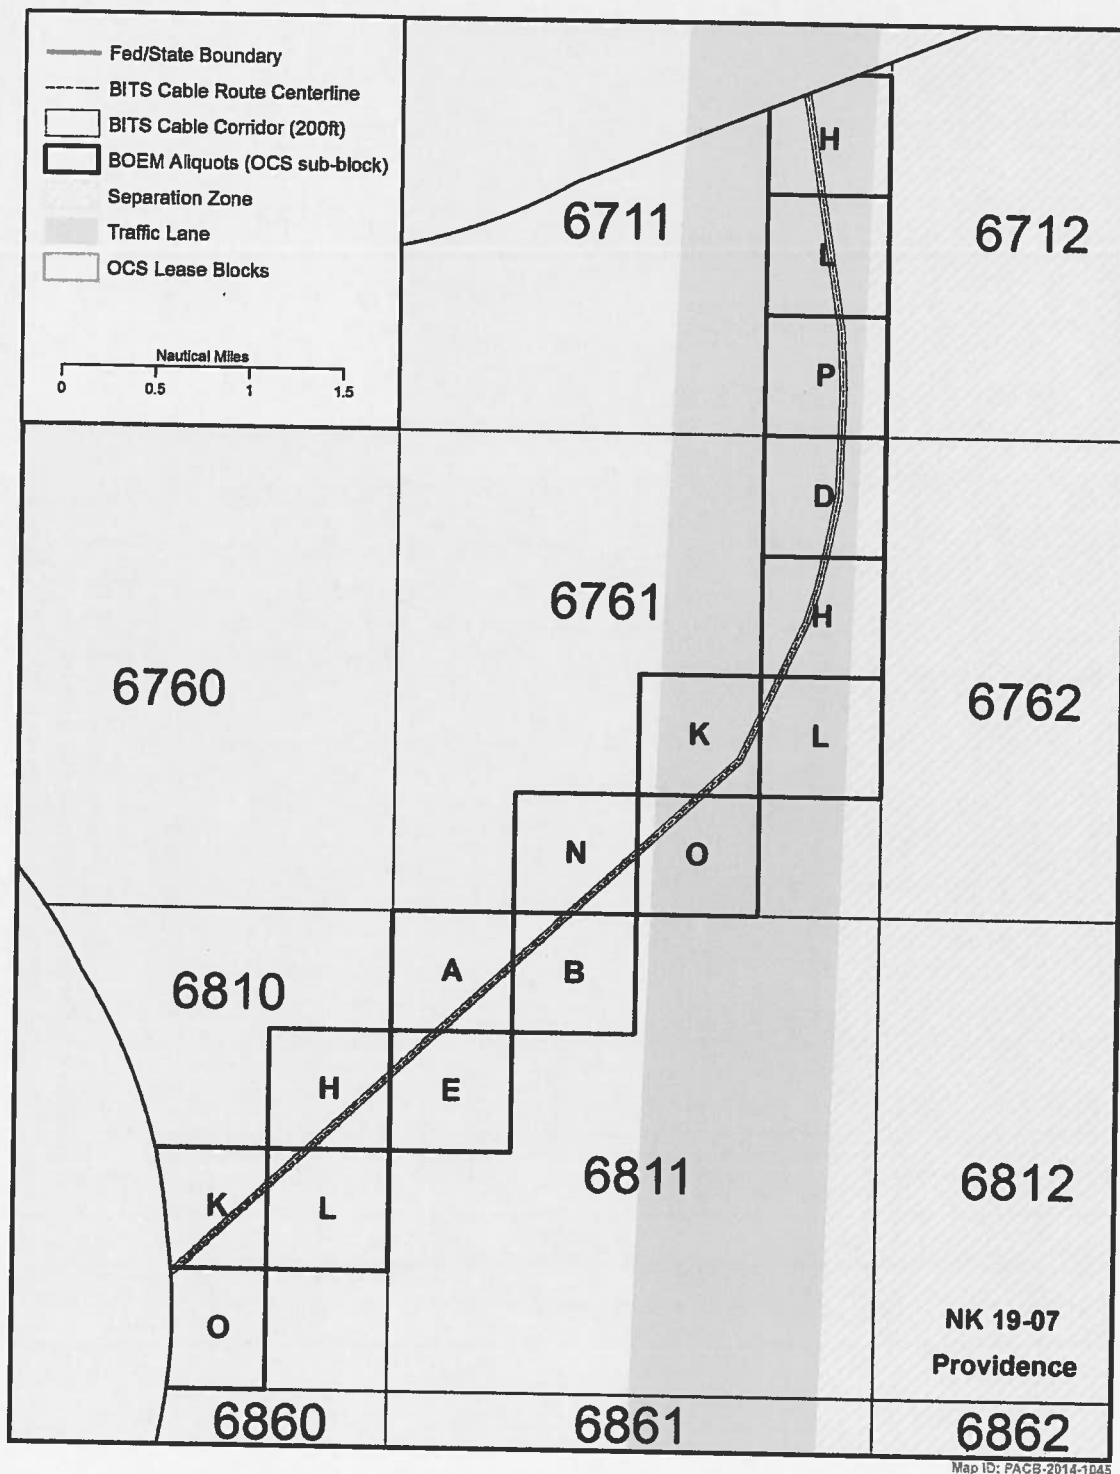 Fed/State Boundary
BITS Cable Route Centerline
BITS Cable Corridor (200ft)
BOEM Aliquots (OCS sub-block)
Separation Zone
Traffic Lane
OCS Lease Blocks
Nautical Miles
0 0.5 1 1.5
H
6711
6712
L
P
D
6761
H
6760
6762
K
L
N
O
A
B
6810
H
E
6811
6812
K
L
NK 19-07
O
Providence
6860
6861
6862
Map ID: PACB-2014-1045